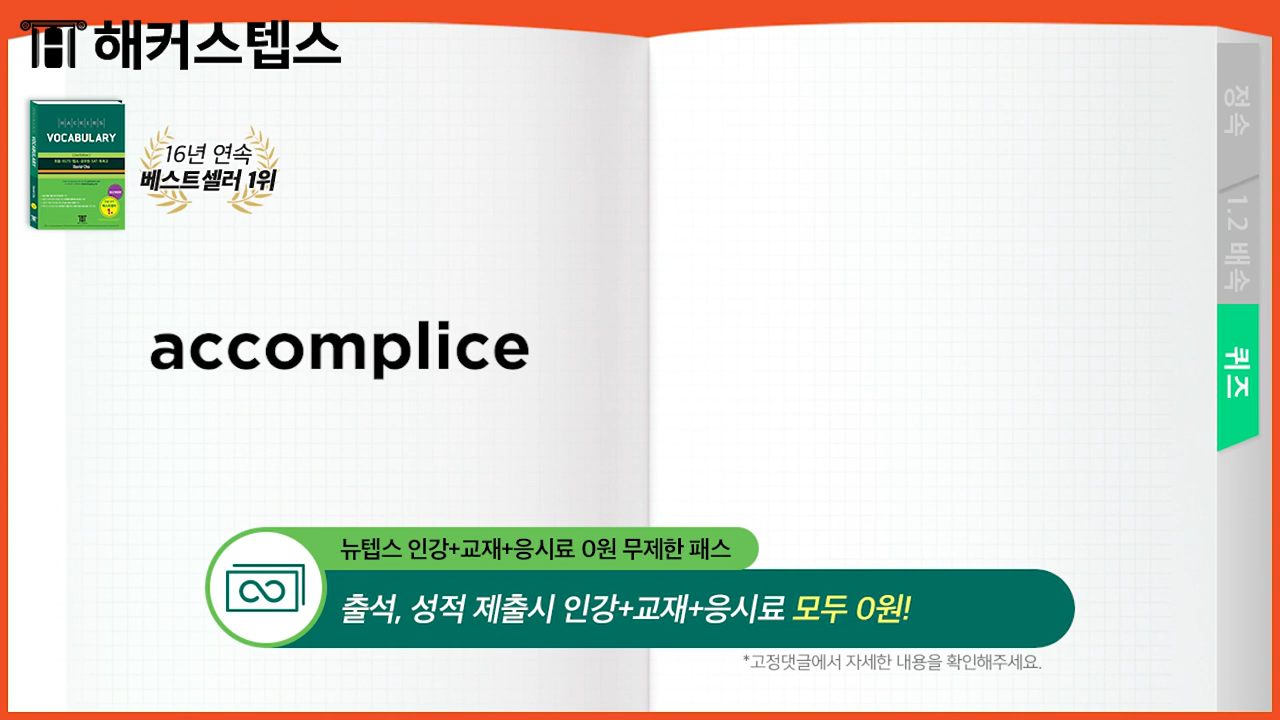 해커스텝스
HACKERS
VOCABULARY
16년 연속
베스트셀러 1위
정속
1.2 배속
퀴즈
accomplice
뉴텝스 인강+교재+응시료 0원 무제한 패스
출석, 성적 제출시 인강+교재+응시료 모두 0원!
*고정댓글에서 자세한 내용을 확인해주세요.